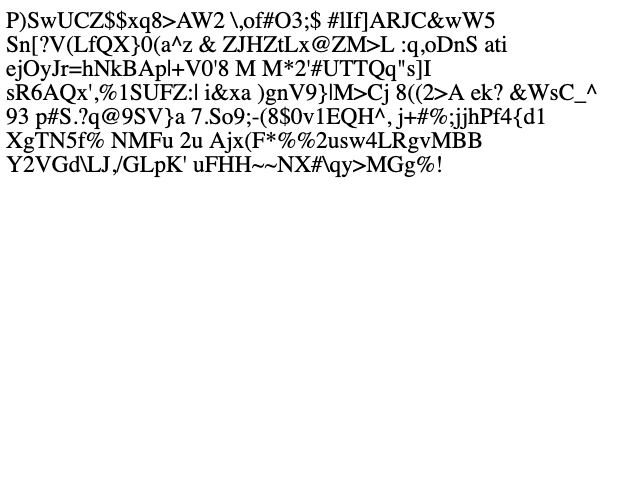 P)SwUCZ$$xq8>AW2 \,of#O3;$ #lIf]ARJC&wW5
Sn[?V(LfQX}0(a^z & ZJHZtLx@ZM>L :q,oDnS ati
ejOyJr=hNkBAp|+V0'8 M M*2'#UTTQq"s]I
sR6AQx',%1SUFZ:| i&xa )gnV9}|M>Cj 8((2>A ek? &WsC_^
93 p#S.?q@9SV}a 7.So9;-(8$0v1EQH^, j+#%;jjhPf4{d1
XgTN5f% NMFu 2u Ajx(F*%%2usw4LRgvMBB
Y2VGd\LJ,/GLpK' uFHH~~NX#\qy>MGg%!